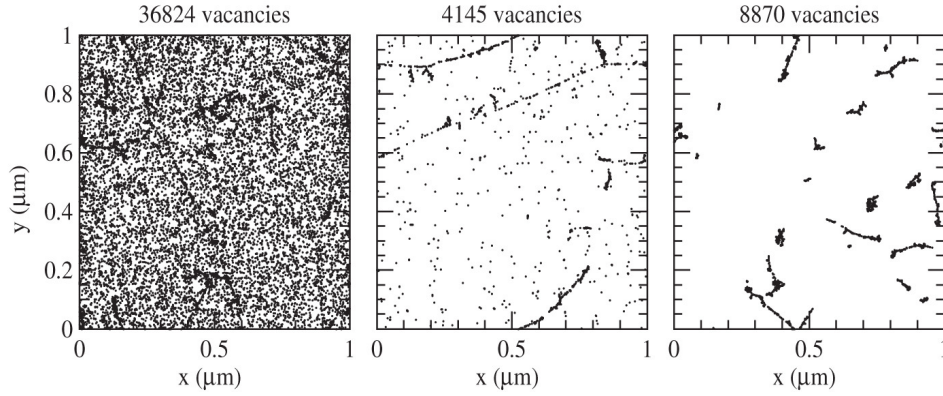 36824 vacancies 4145 vacancies 8870 vacancies
1
0.8
0.6
0.4
0.2
0
y (μm)
0 0.5 1 0 0.5 1 0 0.5 1
x (μm) x (μm) x (μm)